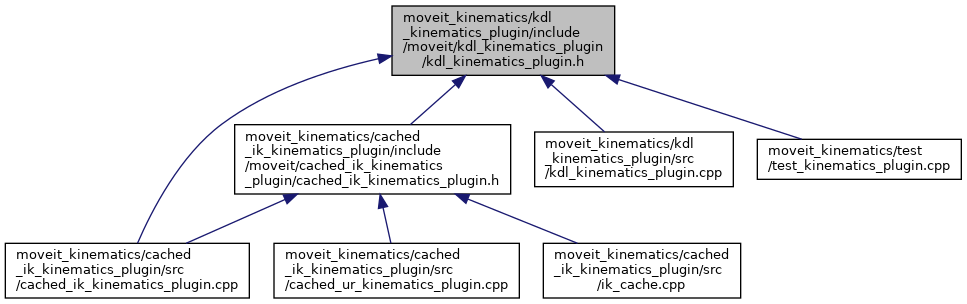 moveit_kinematics/kdl
_kinematics_plugin/include
/moveit/kdl_kinematics_plugin
/kdl_kinematics_plugin.h
moveit_kinematics/cached
_ik_kinematics_plugin/include
/moveit/cached_ik_kinematics
_plugin/cached_ik_kinematics_plugin.h
moveit_kinematics/kdl
_kinematics_plugin/src
/kdl_kinematics_plugin.cpp
moveit_kinematics/test
/test_kinematics_plugin.cpp
moveit_kinematics/cached
_ik_kinematics_plugin/src
/cached_ik_kinematics_plugin.cpp
moveit_kinematics/cached
_ik_kinematics_plugin/src
/cached_ur_kinematics_plugin.cpp
moveit_kinematics/cached
_ik_kinematics_plugin/src
/ik_cache.cpp